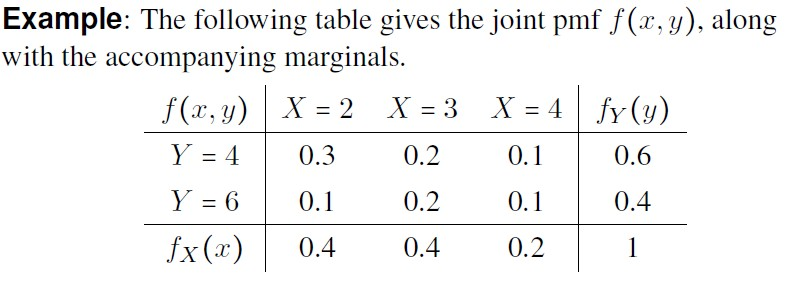 Example: The following table gives the joint pmf f(x, y), along
with the accompanying marginals.
f(x, y) X = 2 X = 3 X = 4 fY(y)
Y = 4 0.3 0.2 0.1 0.6
Y = 6 0.1 0.2 0.1 0.4
fX(x) 0.4 0.4 0.2 1